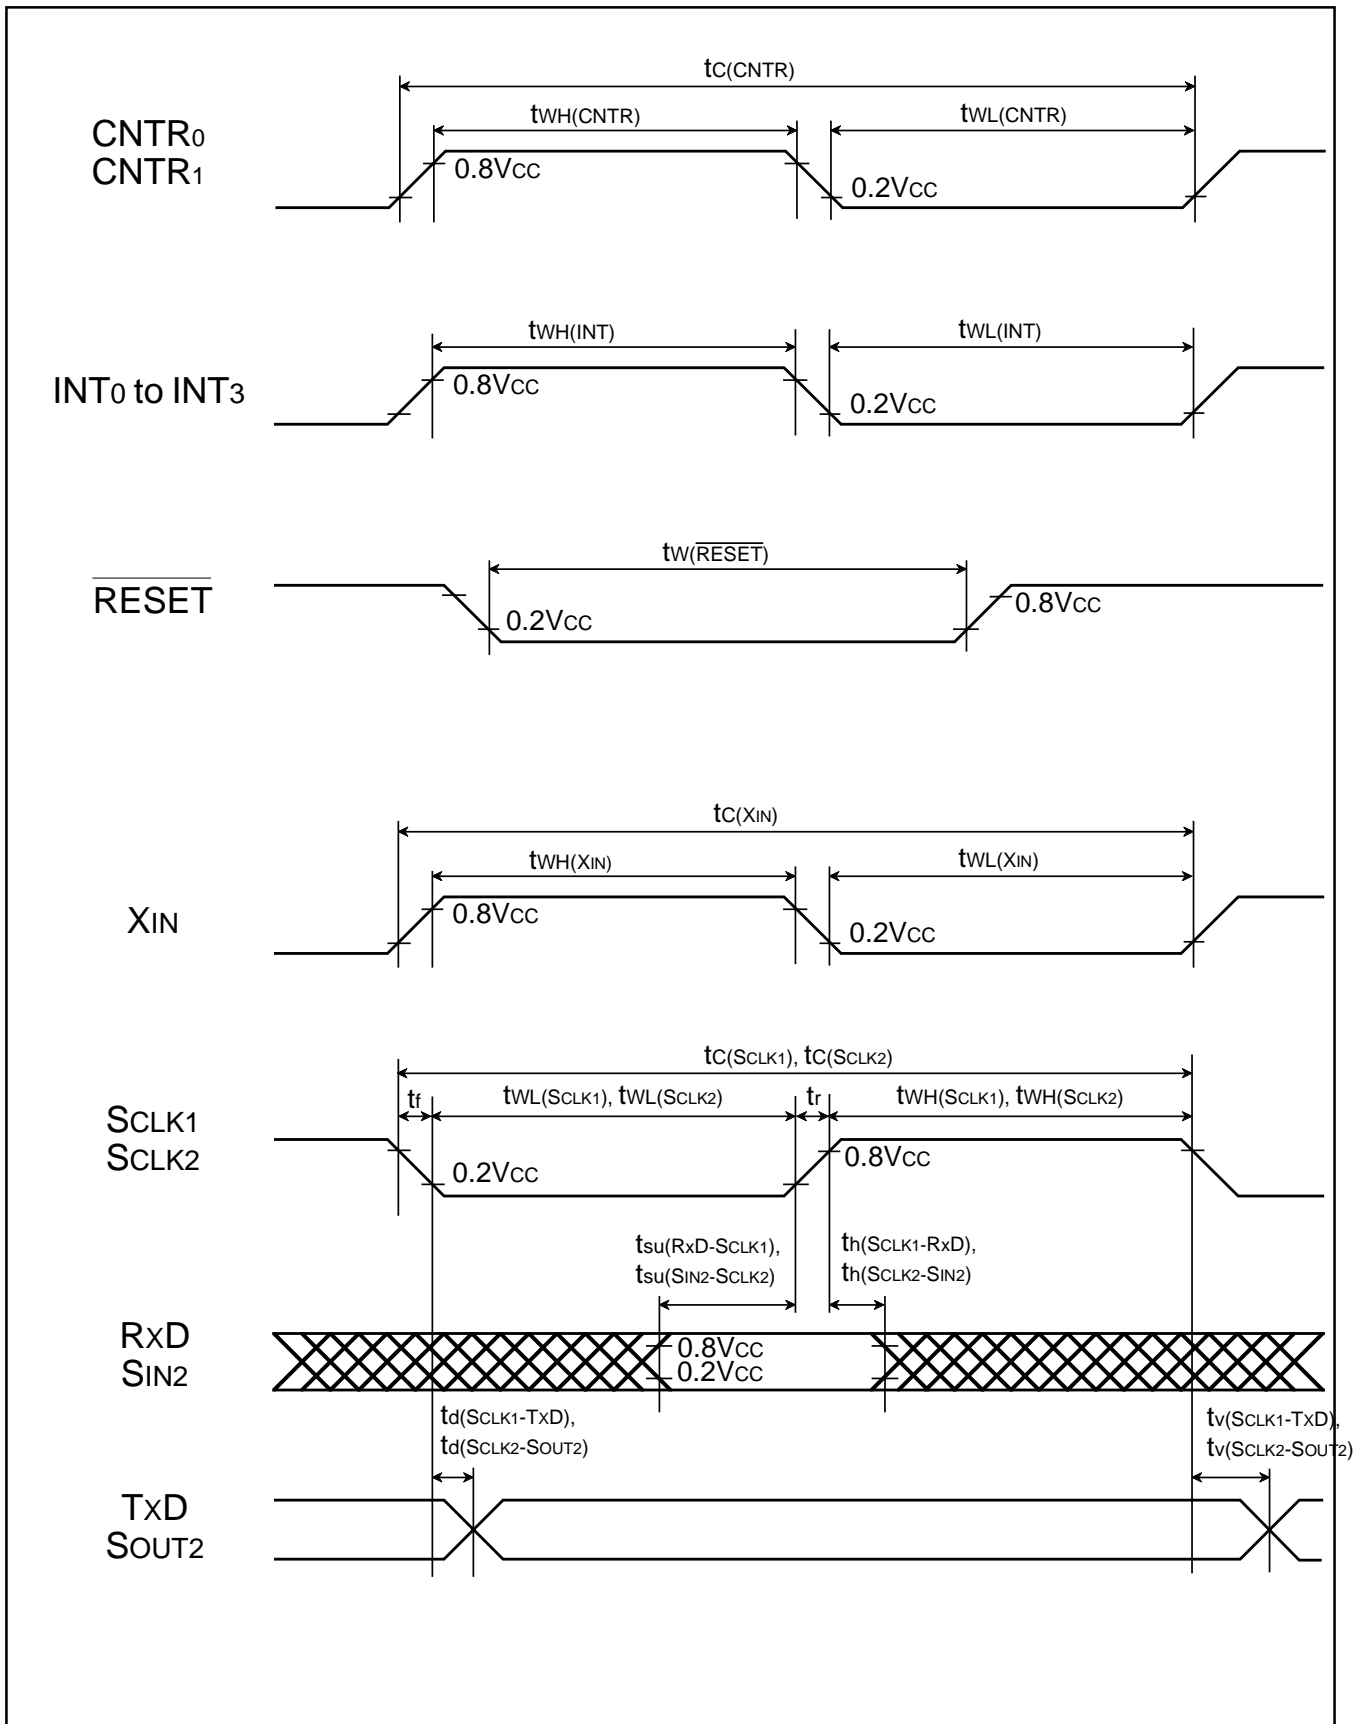 tC(CNTR)
tWH(CNTR) tWL(CNTR)
CNTR0
CNTR1
0.8VCC
0.2VCC
tWH(INT) tWL(INT)
INT0 to INT3
0.8VCC
0.2VCC
tW(RESET)
RESET
0.2VCC
0.8VCC
tC(XIN)
tWH(XIN) tWL(XIN)
XIN
0.8VCC
0.2VCC
tC(SCLK1), tC(SCLK2)
tf tWL(SCLK1), tWL(SCLK2) tr tWH(SCLK1), tWH(SCLK2)
SCLK1
SCLK2
0.2VCC
0.8VCC
tsu(RxD-SCLK1),
tsu(SIN2-SCLK2)
th(SCLK1-RxD),
th(SCLK2-SIN2)
RXD
SIN2
0.8VCC
0.2VCC
td(SCLK1-TXD),
td(SCLK2-SOUT2)
tv(SCLK1-TXD),
tv(SCLK2-SOUT2)
TXD
SOUT2